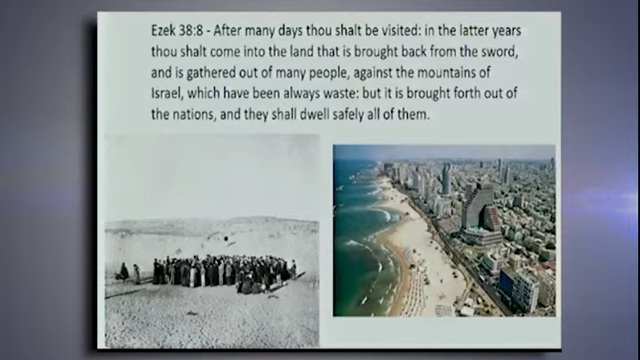 Ezek 38:8 - After many days thou shalt be visited: in the latter years
thou shalt come into the land that is brought back from the sword,
and is gathered out of many people, against the mountains of
Israel, which have been always waste: but it is brought forth out of
the nations, and they shall dwell safely all of them.